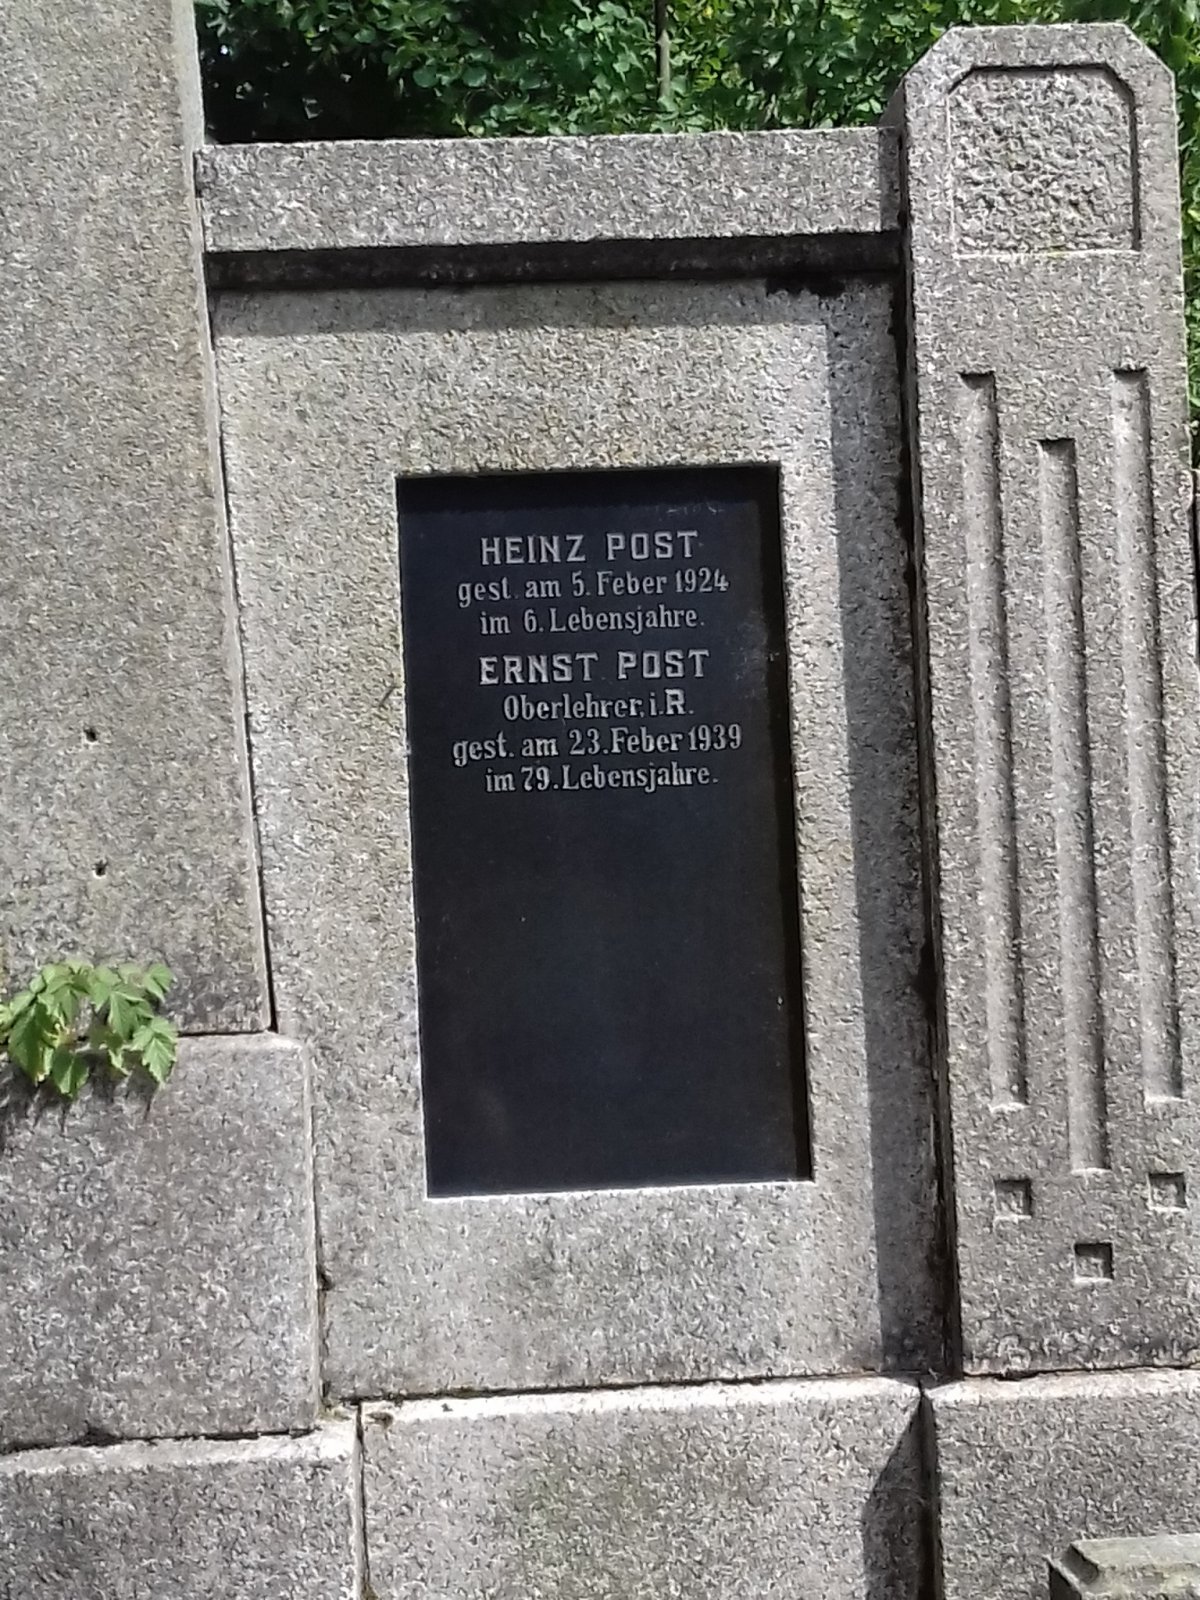 HEINZ POST
gest. am 5. Feber 1924
im 6. Lebensjahre.
ERNST POST
Oberlehrer i.R.
gest. am 23. Feber 1939
im 79. Lebensjahre.